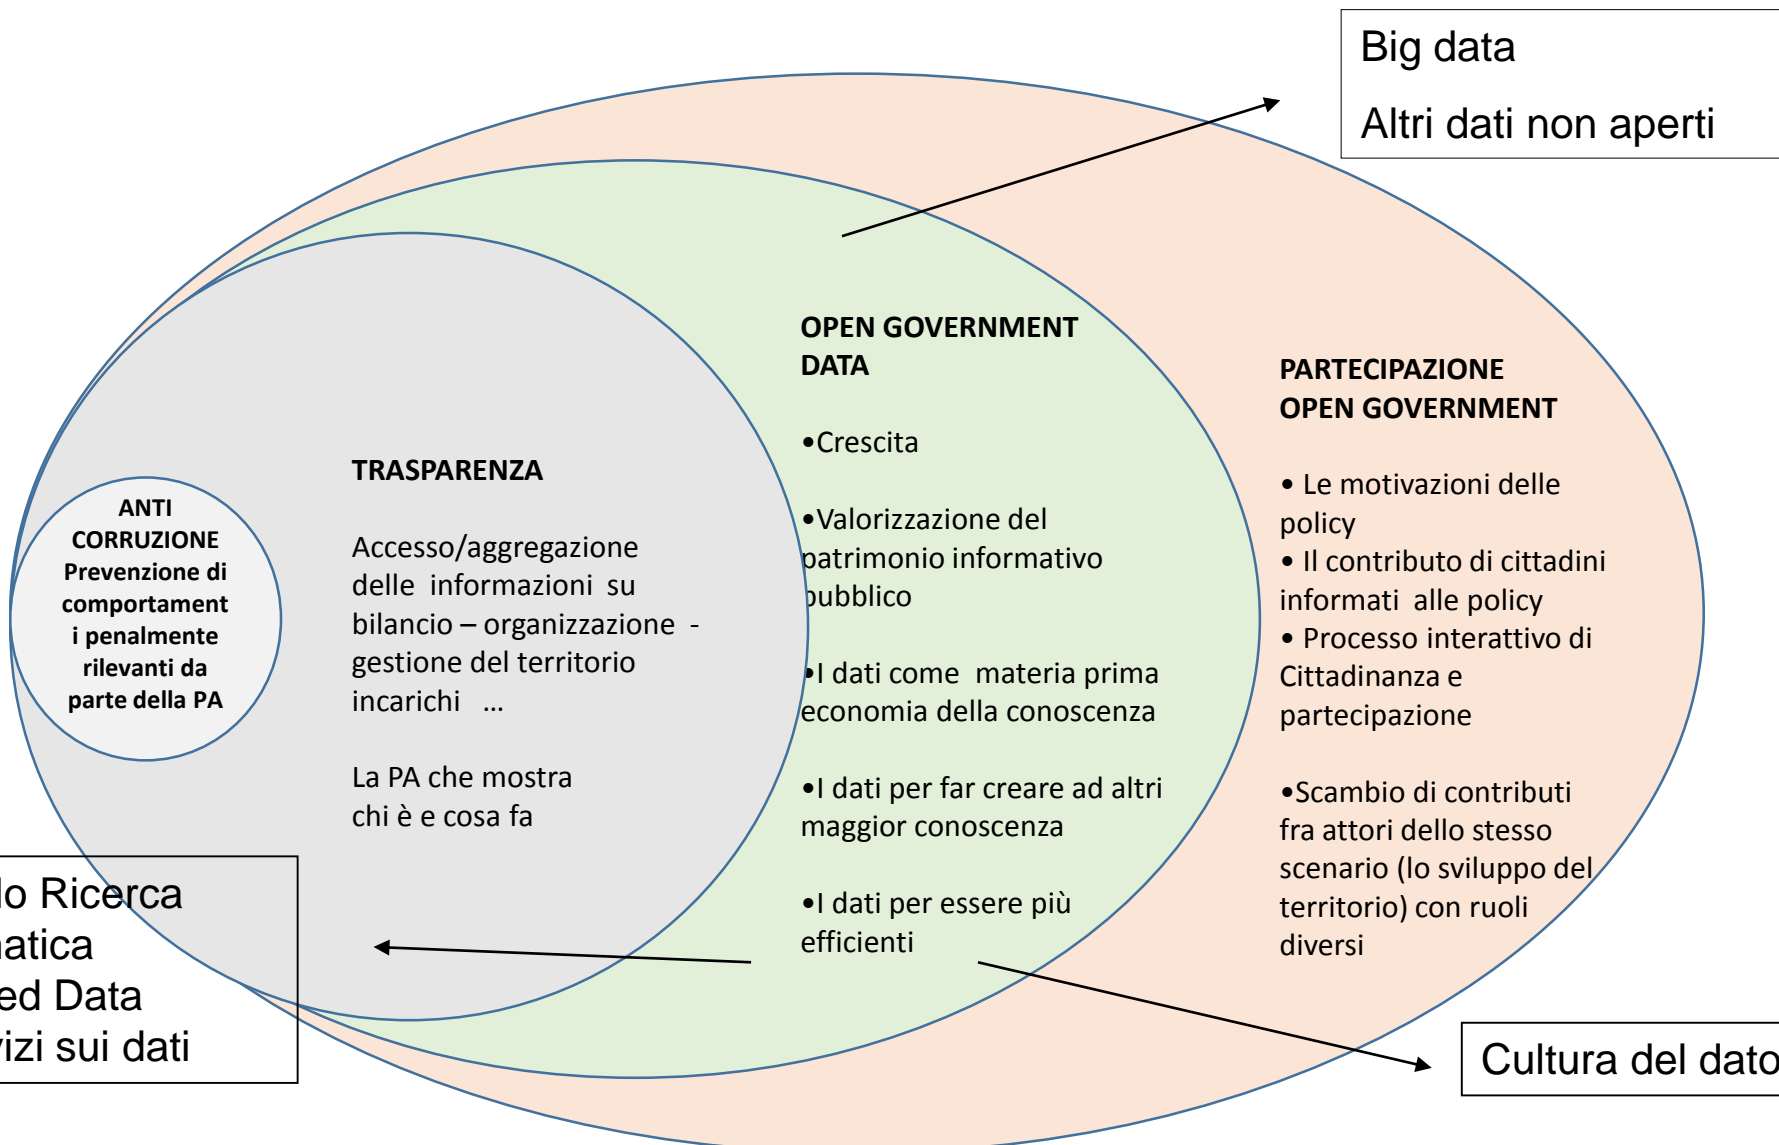 Big data
Altri dati non aperti
OPEN GOVERNMENT
DATA
•Crescita
•Valorizzazione del
patrimonio informativo
pubblico
•I dati come materia prima
economia della conoscenza
•I dati per far creare ad altri
maggior conoscenza
•I dati per essere più
efficienti
PARTECIPAZIONE
OPEN GOVERNMENT
• Le motivazioni delle
policy
• Il contributo di cittadini
informati alle policy
• Processo interattivo di
Cittadinanza e
partecipazione
•Scambio di contributi
fra attori dello stesso
scenario (lo sviluppo del
territorio) con ruoli
diversi
TRASPARENZA
Accesso/aggregazione
delle informazioni su
bilancio – organizzazione -
gestione del territorio
incarichi ...
La PA che mostra
chi è e cosa fa
ANTI
CORRUZIONE
Prevenzione di
comportament
i penalmente
rilevanti da
parte della PA
lo Ricerca
natica
ed Data
vizi sui dati
Cultura del dato